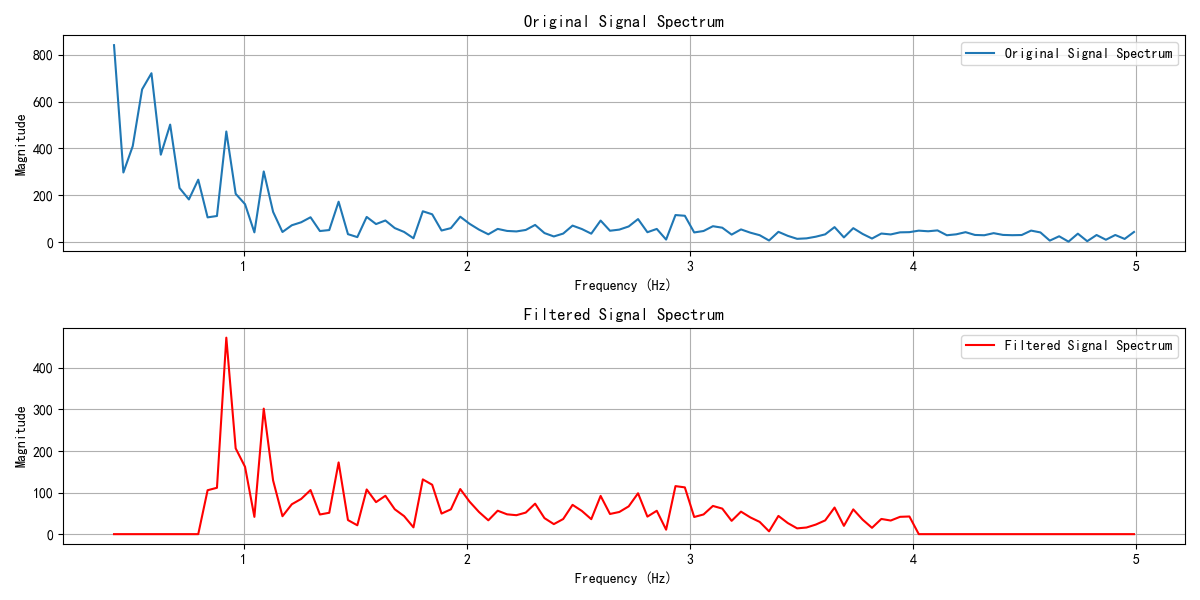 Original Signal Spectrum
Original Signal Spectrum
Magnitude
800
600
400
200
0
1
2
3
4
5
Frequency (Hz)
Filtered Signal Spectrum
Filtered Signal Spectrum
Magnitude
400
300
200
100
0
1
2
3
4
5
Frequency (Hz)